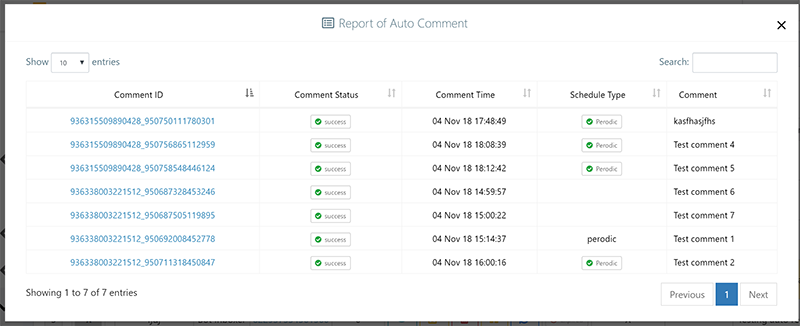 Report of Auto Comment
Show 10 entries Search:
Comment ID Comment Status Comment Time Schedule Type Comment
936315509890428_950750111780301 success 04 Nov 18 17:48:49 Perodic kasfhasjfhs
936315509890428_950756865112959 success 04 Nov 18 18:08:39 Perodic Test comment 4
936315509890428_950758548446124 success 04 Nov 18 18:12:42 Perodic Test comment 5
936338003221512_950687328453246 success 04 Nov 18 14:59:57 Test comment 6
936338003221512_950687505119895 success 04 Nov 18 15:00:22 Test comment 7
936338003221512_950692008452778 success 04 Nov 18 15:14:37 perodic Test comment 1
936338003221512_950711318450847 success 04 Nov 18 16:00:16 Perodic Test comment 2
Showing 1 to 7 of 7 entries Previous 1 Next